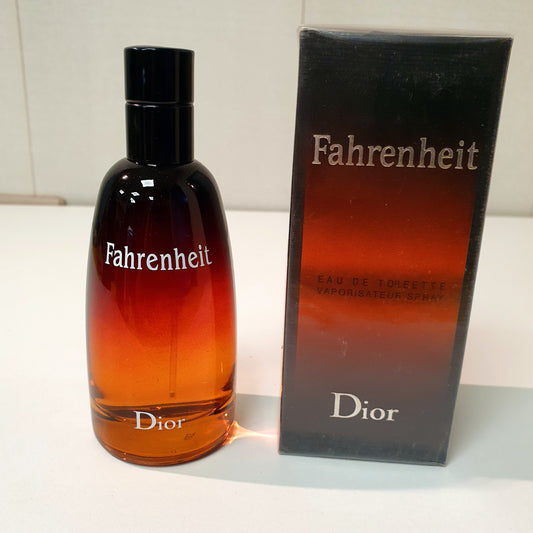 Fahrenheit
Dior
Fahrenheit
EAU DE TOILETTE
VAPORISATEUR SPRAY
Dior